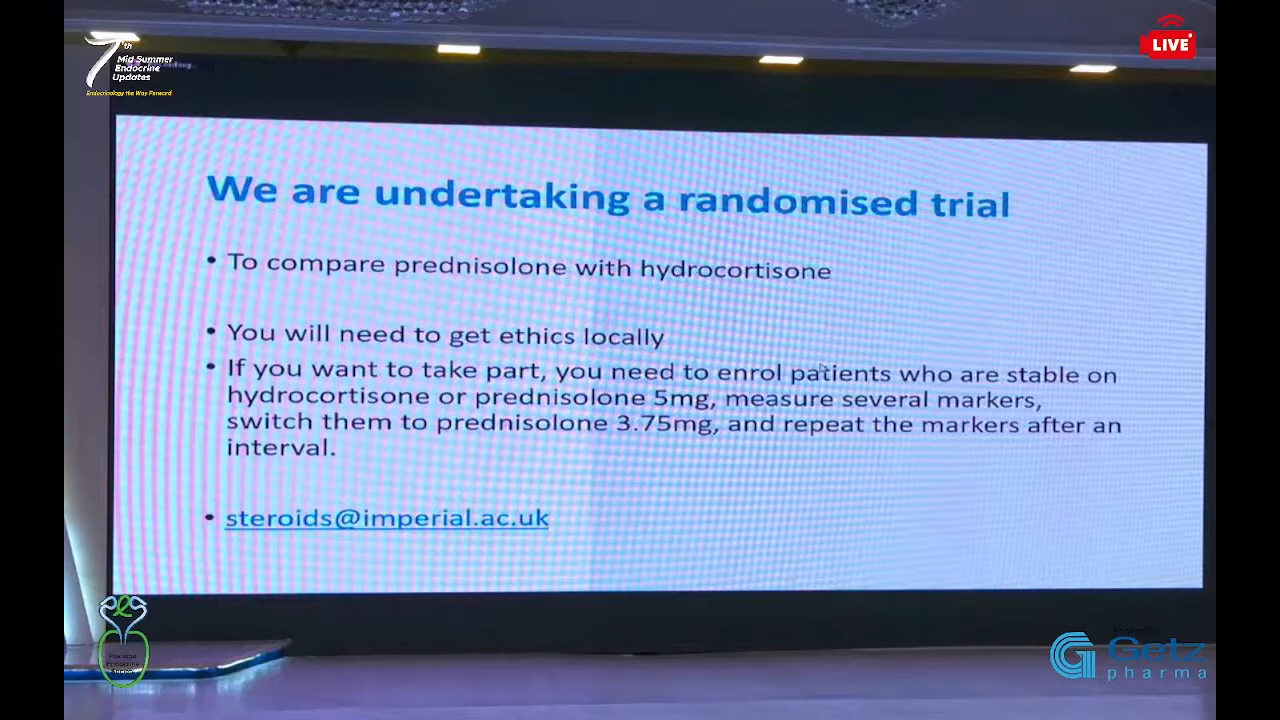 LIVE
7th
Mid Summer
Endocrine
Updates
Endocrinology the Way Forward
We are undertaking a randomised trial
• To compare prednisolone with hydrocortisone
• You will need to get ethics locally
• If you want to take part, you need to enrol patients who are stable on
hydrocortisone or prednisolone 5mg, measure several markers,
switch them to prednisolone 3.75mg, and repeat the markers after an
interval.
• steroids@imperial.ac.uk
Pakistan
Endocrine
Society
Getz
pharma